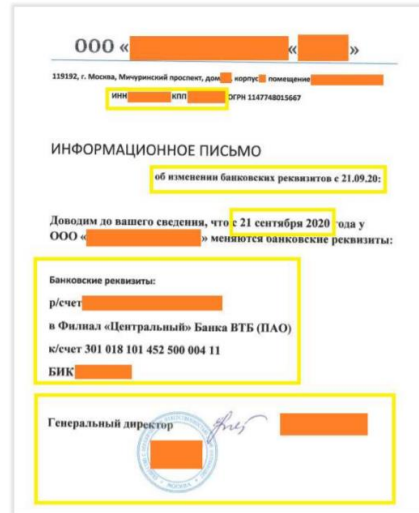 ООО « « »
119192, г. Москва, Мичуринский проспект, дом корпус помещение
ИНН КПП ОГРН 1147748015667
ИНФОРМАЦИОННОЕ ПИСЬМО
об изменении банковских реквизитов с 21.09.20:
Доводим до вашего сведения, что с 21 сентября 2020 года у
ООО « » меняются банковские реквизиты:
Банковские реквизиты:
р/счет
в Филиал «Центральный» Банка ВТБ (ПАО)
к/счет 301 018 101 452 500 004 11
БИК
Генеральный директор